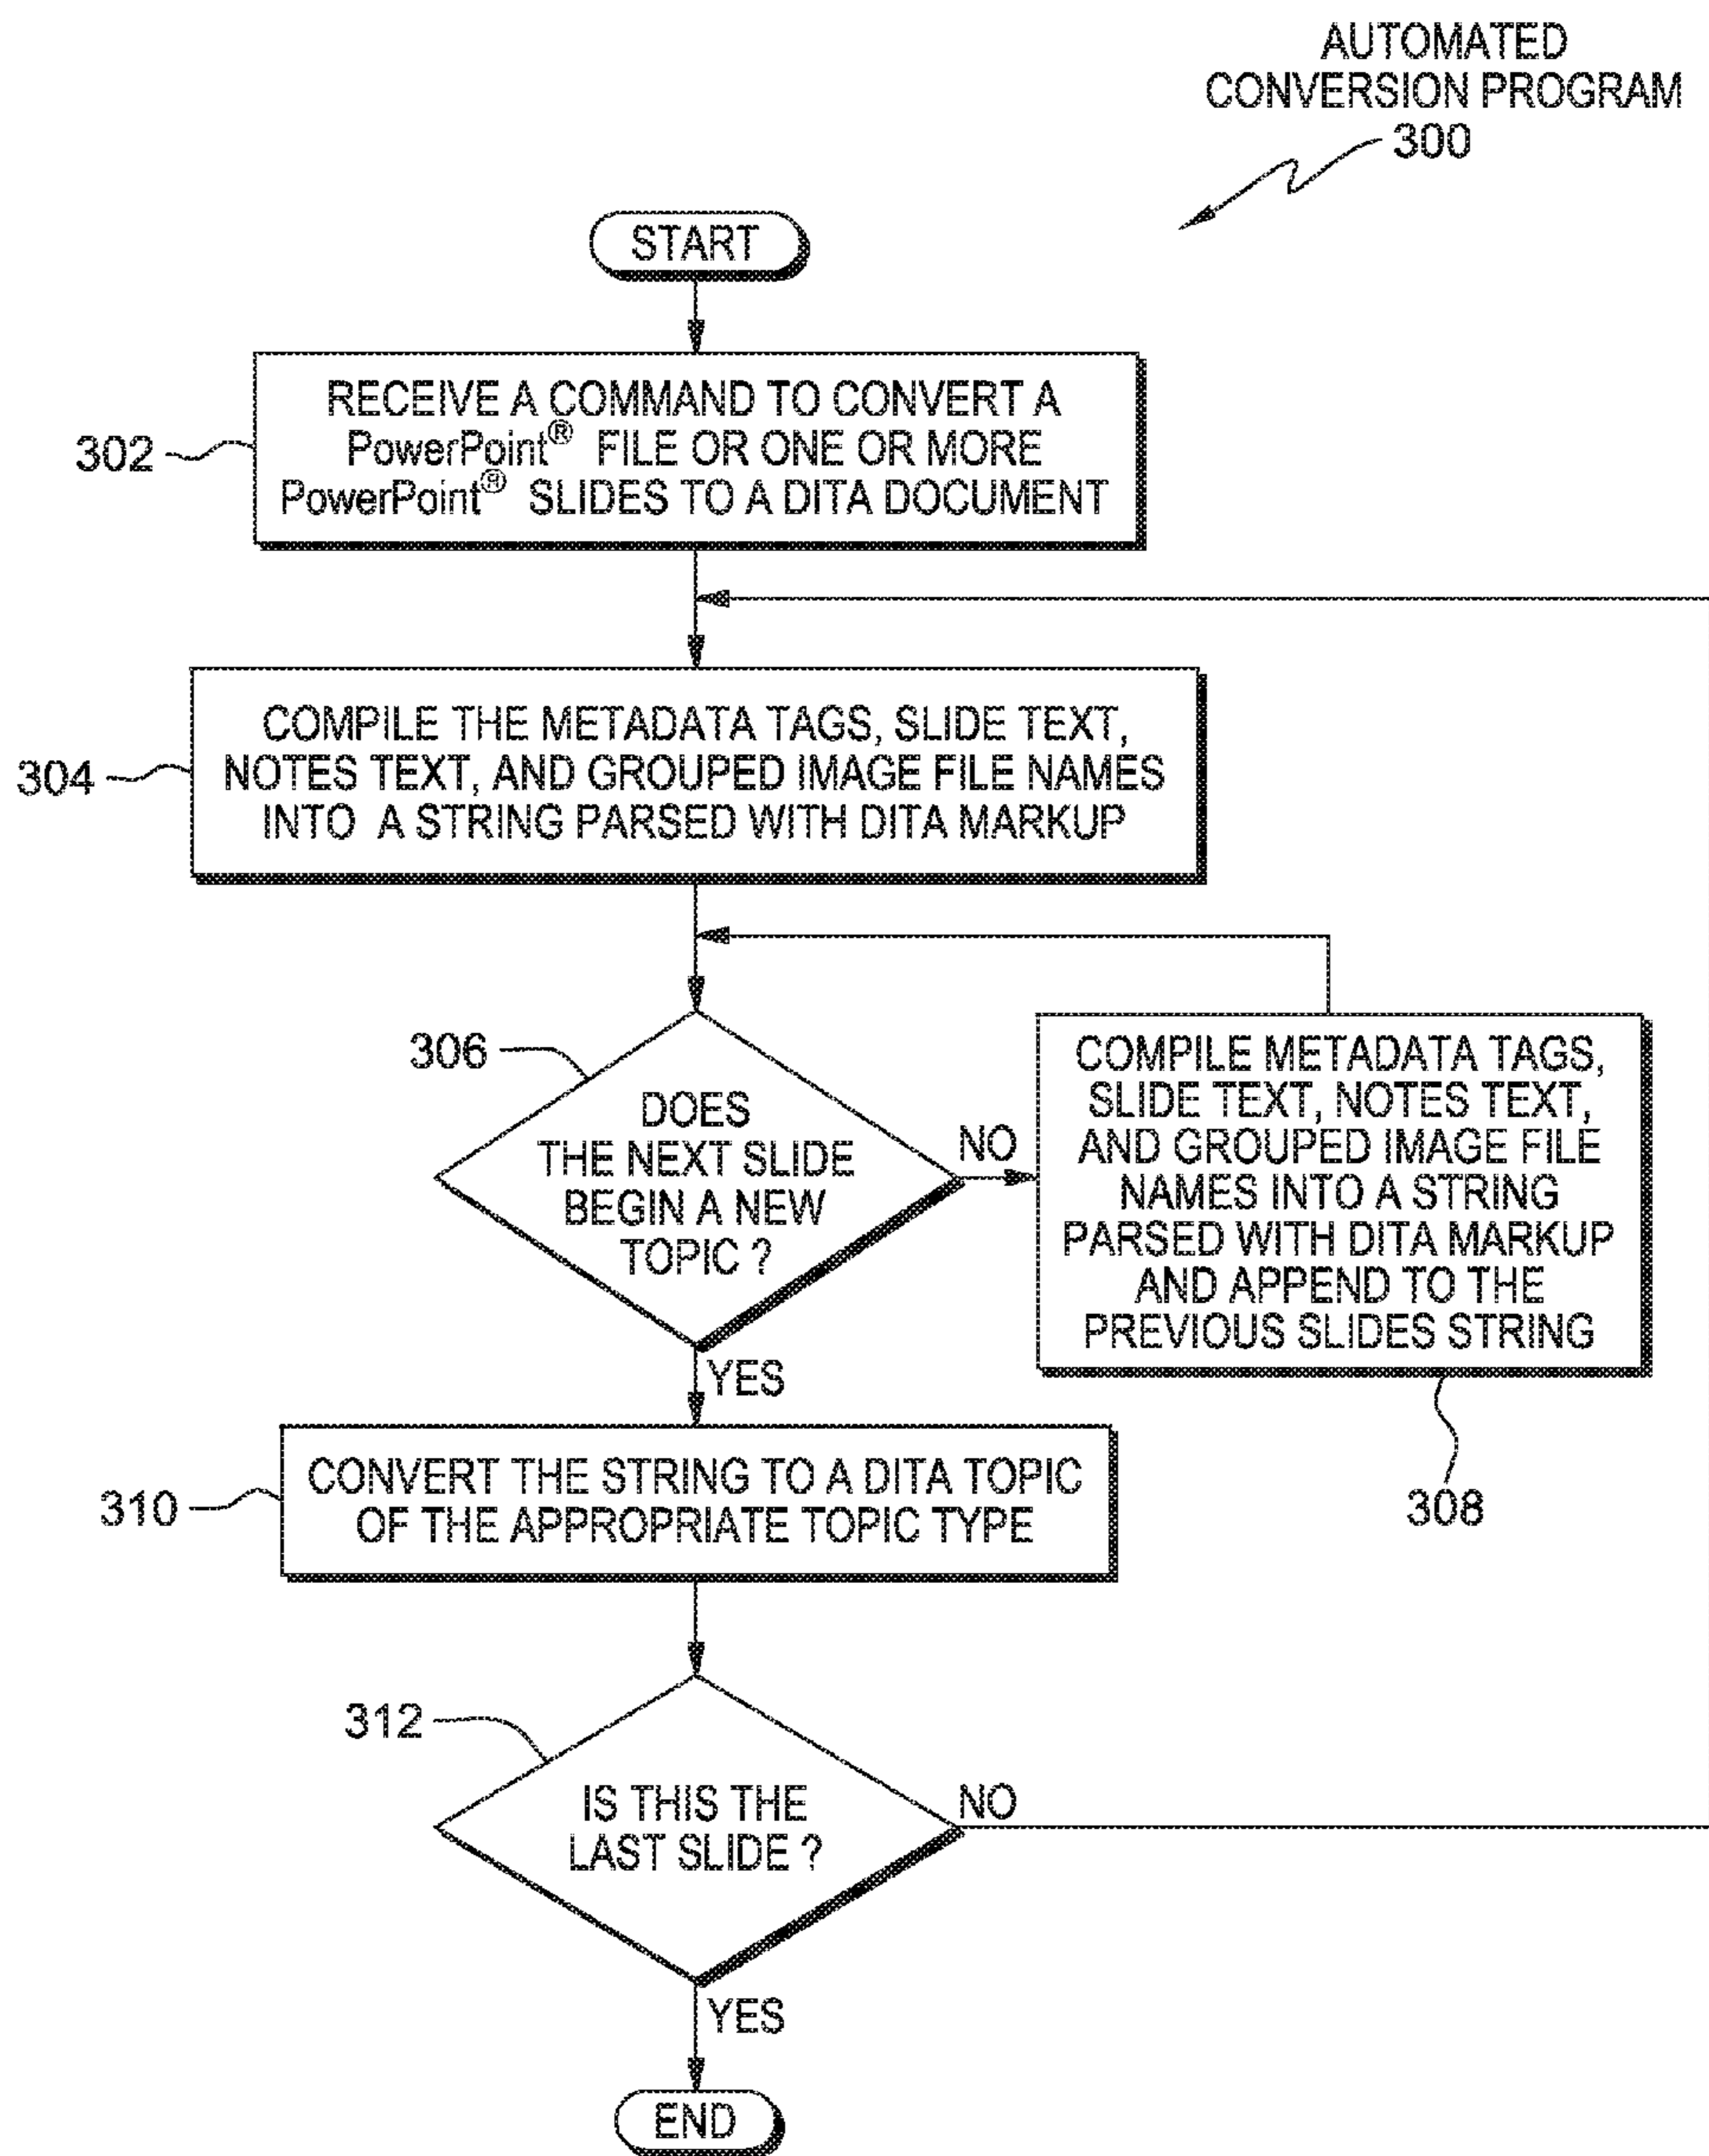 AUTOMATED
CONVERSION PROGRAM
300
START
302
RECEIVE A COMMAND TO CONVERT A
PowerPoint® FILE OR ONE OR MORE
PowerPoint® SLIDES TO A DITA DOCUMENT
304
COMPILE THE METADATA TAGS, SLIDE TEXT,
NOTES TEXT, AND GROUPED IMAGE FILE NAMES
INTO A STRING PARSED WITH DITA MARKUP
306
DOES
THE NEXT SLIDE
BEGIN A NEW
TOPIC ?
NO
COMPILE METADATA TAGS,
SLIDE TEXT, NOTES TEXT,
AND GROUPED IMAGE FILE
NAMES INTO A STRING
PARSED WITH DITA MARKUP
AND APPEND TO THE
PREVIOUS SLIDES STRING
308
YES
310
CONVERT THE STRING TO A DITA TOPIC
OF THE APPROPRIATE TOPIC TYPE
312
IS THIS THE
LAST SLIDE ?
NO
YES
END